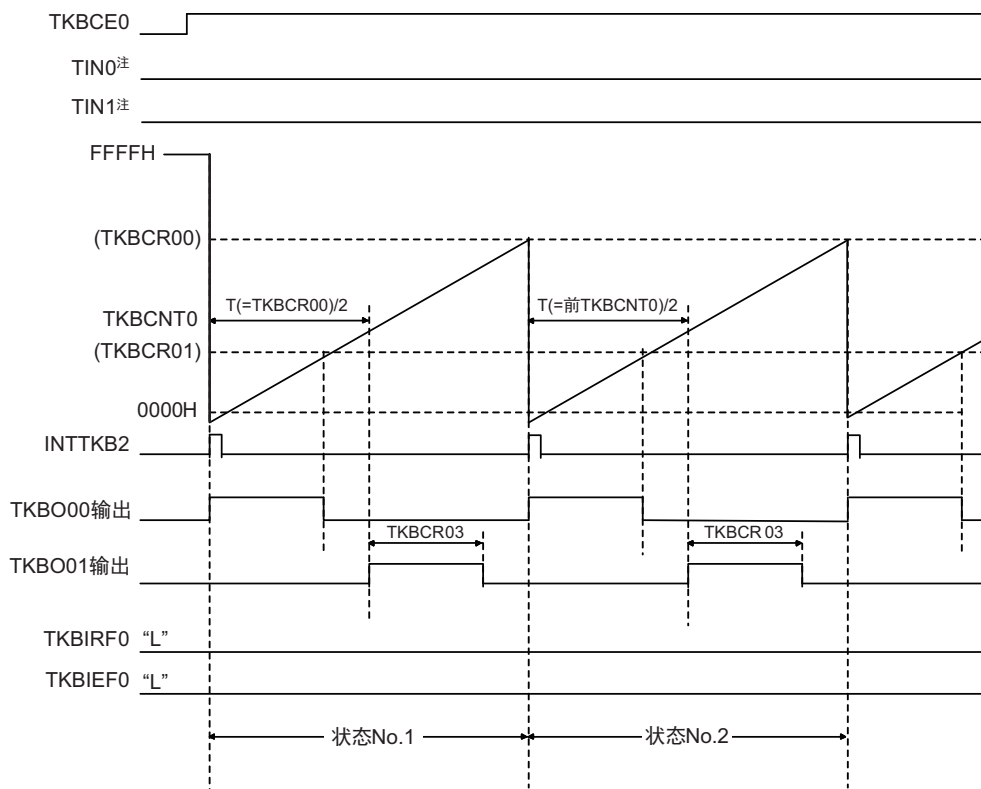 TKBCE0
TIN0注
TIN1注
FFFFH
(TKBCR00)
T(=TKBCR00)/2
T(=前TKBCNT0)/2
TKBCNT0
(TKBCR01)
0000H
INTTKB2
TKBO00输出
TKBCR03
TKBCR 03
TKBO01输出
TKBIRF0 “L”
TKBIEF0 “L”
状态No.1
状态No.2